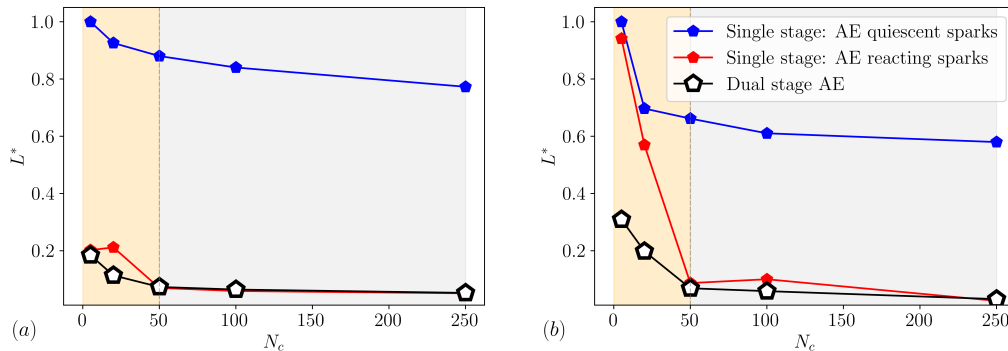 1.0
0.8
0.6
0.4
0.2
L*
0 50 100 150 200 250
N_c
(a)
1.0
0.8
0.6
0.4
0.2
L*
0 50 100 150 200 250
N_c
(b)
Single stage: AE quiescent sparks
Single stage: AE reacting sparks
Dual stage AE